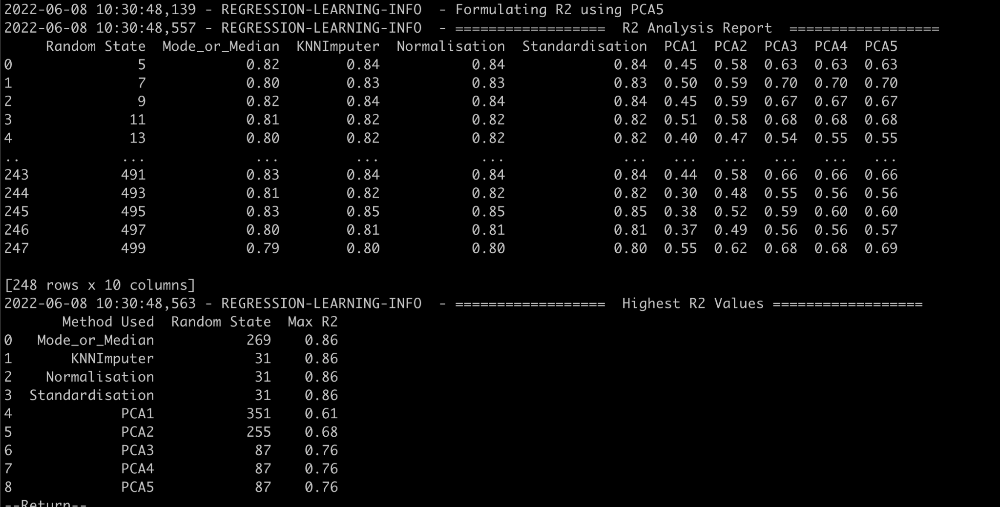 2022-06-08 10:30:48,139 - REGRESSION-LEARNING-INFO  - Formulating R2 using PCA5
2022-06-08 10:30:48,557 - REGRESSION-LEARNING-INFO  - ==================  R2 Analysis Report  ==================
     Random State  Mode_or_Median  KNNImputer  Normalisation  Standardisation  PCA1  PCA2  PCA3  PCA4  PCA5
0               5            0.82        0.84           0.84             0.84  0.45  0.58  0.63  0.63  0.63
1               7            0.80        0.83           0.83             0.83  0.50  0.59  0.70  0.70  0.70
2               9            0.82        0.84           0.84             0.84  0.45  0.59  0.67  0.67  0.67
3              11            0.81        0.82           0.82             0.82  0.51  0.58  0.68  0.68  0.68
4              13            0.80        0.82           0.82             0.82  0.40  0.47  0.54  0.55  0.55
..            ...             ...         ...            ...              ...   ...   ...   ...   ...   ...
243           491            0.83        0.84           0.84             0.84  0.44  0.58  0.66  0.66  0.66
244           493            0.81        0.82           0.82             0.82  0.30  0.48  0.55  0.56  0.56
245           495            0.83        0.85           0.85             0.85  0.38  0.52  0.59  0.60  0.60
246           497            0.80        0.81           0.81             0.81  0.37  0.49  0.56  0.56  0.57
247           499            0.79        0.80           0.80             0.80  0.55  0.62  0.68  0.68  0.69
[248 rows x 10 columns]
2022-06-08 10:30:48,563 - REGRESSION-LEARNING-INFO  - ==================  Highest R2 Values ==================
       Method Used  Random State  Max R2
0   Mode_or_Median           269    0.86
1       KNNImputer            31    0.86
2    Normalisation            31    0.86
3  Standardisation            31    0.86
4             PCA1           351    0.61
5             PCA2           255    0.68
6             PCA3            87    0.76
7             PCA4            87    0.76
8             PCA5            87    0.76
--Return--